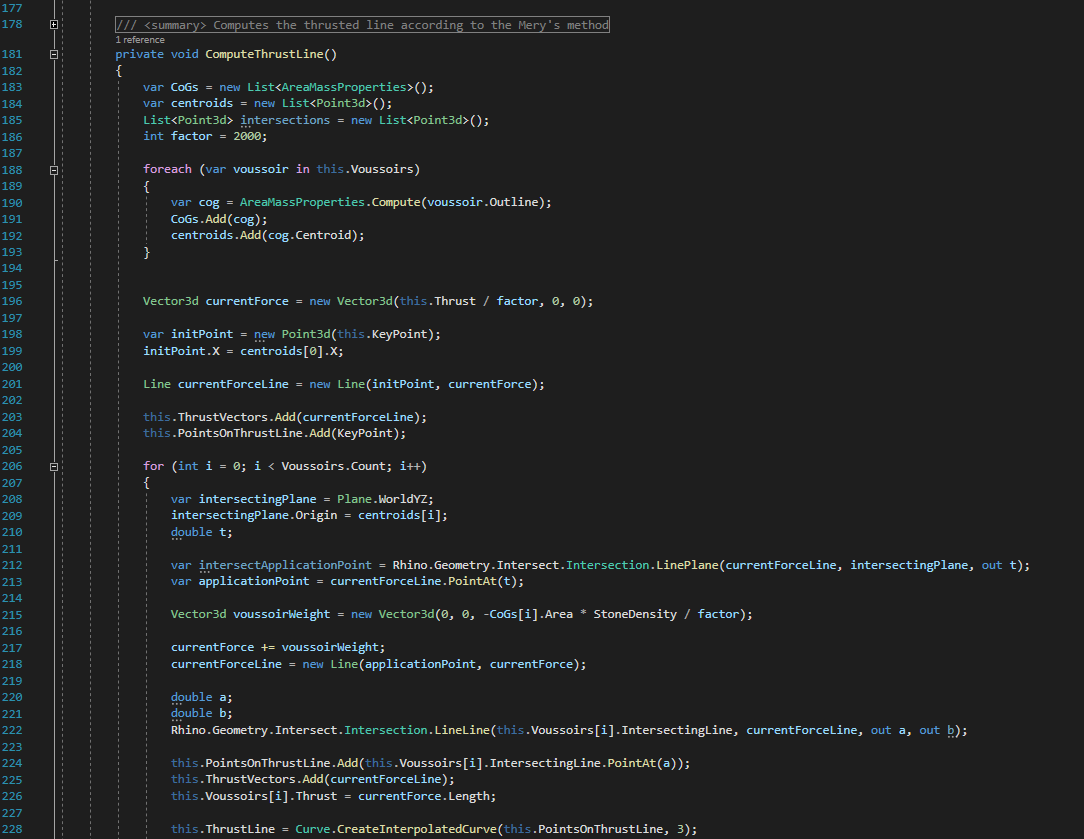 177
178 /// <summary> Computes the thrusted line according to the Mery's method
1 reference
181 private void ComputeThrustLine()
182 {
183 var CoGs = new List<AreaMassProperties>();
184 var centroids = new List<Point3d>();
185 List<Point3d> intersections = new List<Point3d>();
186 int factor = 2000;
187
188 foreach (var voussoir in this.Voussoirs)
189 {
190 var cog = AreaMassProperties.Compute(voussoir.Outline);
191 CoGs.Add(cog);
192 centroids.Add(cog.Centroid);
193 }
194
195
196 Vector3d currentForce = new Vector3d(this.Thrust / factor, 0, 0);
197
198 var initPoint = new Point3d(this.KeyPoint);
199 initPoint.X = centroids[0].X;
200
201 Line currentForceLine = new Line(initPoint, currentForce);
202
203 this.ThrustVectors.Add(currentForceLine);
204 this.PointsOnThrustLine.Add(KeyPoint);
205
206 for (int i = 0; i < Voussoirs.Count; i++)
207 {
208 var intersectingPlane = Plane.WorldYZ;
209 intersectingPlane.Origin = centroids[i];
210 double t;
211
212 var intersectApplicationPoint = Rhino.Geometry.Intersect.Intersection.LinePlane(currentForceLine, intersectingPlane, out t);
213 var applicationPoint = currentForceLine.PointAt(t);
214
215 Vector3d voussoirWeight = new Vector3d(0, 0, -CoGs[i].Area * StoneDensity / factor);
216
217 currentForce += voussoirWeight;
218 currentForceLine = new Line(applicationPoint, currentForce);
219
220 double a;
221 double b;
222 Rhino.Geometry.Intersect.Intersection.LineLine(this.Voussoirs[i].IntersectingLine, currentForceLine, out a, out b);
223
224 this.PointsOnThrustLine.Add(this.Voussoirs[i].IntersectingLine.PointAt(a));
225 this.ThrustVectors.Add(currentForceLine);
226 this.Voussoirs[i].Thrust = currentForce.Length;
227
228 this.ThrustLine = Curve.CreateInterpolatedCurve(this.PointsOnThrustLine, 3);